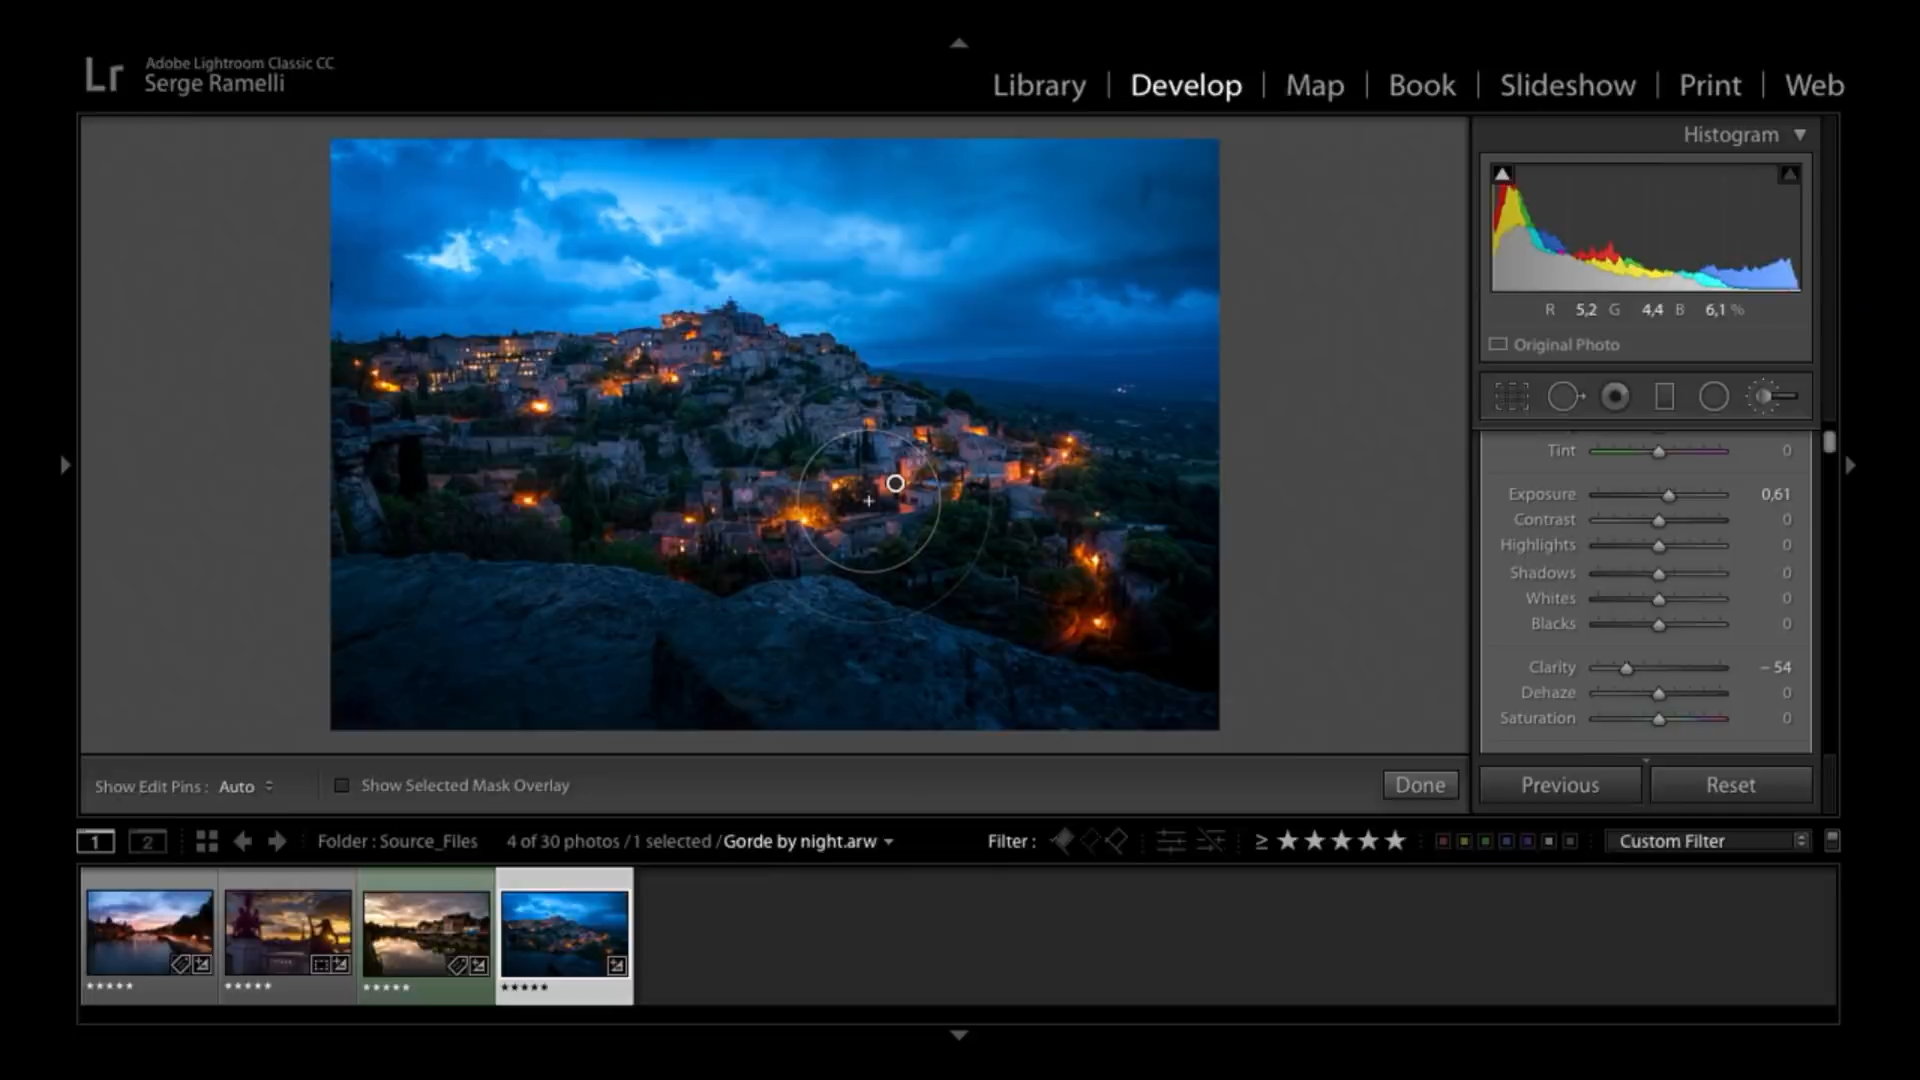 Lr
Adobe Lightroom Classic CC
Serge Ramelli
Library | Develop | Map | Book | Slideshow | Print | Web
Histogram
R 5,2 G 4,4 B 6,1 %
Original Photo
Tint 0
Exposure 0,61
Contrast 0
Highlights 0
Shadows 0
Whites 0
Blacks 0
Clarity – 54
Dehaze 0
Saturation 0
Show Edit Pins : Auto
Show Selected Mask Overlay
Done
Previous
Reset
1
2
Folder : Source_Files
4 of 30 photos / 1 selected / Gorde by night.arw
Filter :
≥ ★★★★★
Custom Filter